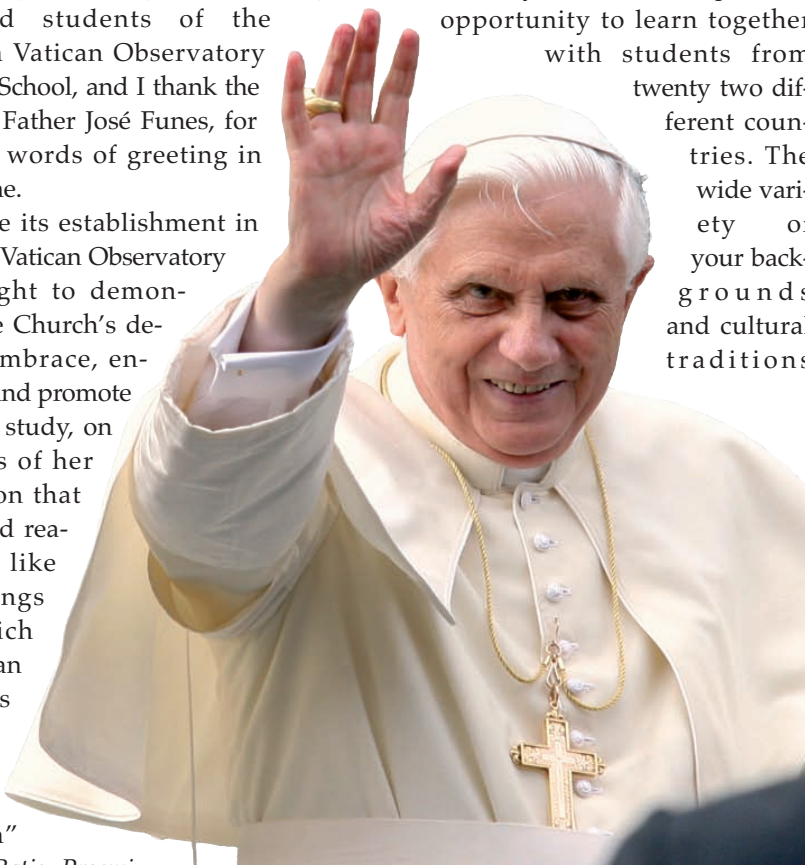 d students of the
Vatican Observatory
School, and I thank the
Father José Funes, for
words of greeting in
e its establishment in
Vatican Observatory
ght to demon-
Church's de-
mbrace, en-
nd promote
study, on
s of her
on that
d rea-
like
ngs
ich
an
s
opportunity to learn together
with students from
twenty two dif-
ferent coun-
tries. The
wide vari-
ety of
your back-
grounds
and cultural
traditions